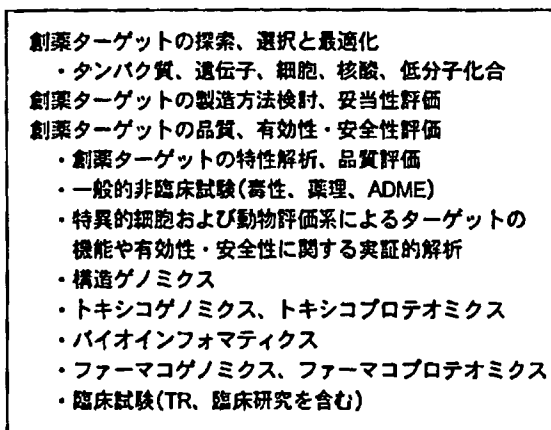 創薬ターゲットの探索、選択と最適化
・タンパク質、遺伝子、細胞、核酸、低分子化合
創薬ターゲットの製造方法検討、妥当性評価
創薬ターゲットの品質、有効性・安全性評価
・創薬ターゲットの特性解析、品質評価
・一般的非臨床試験(毒性、薬理、ADME)
・特異的細胞および動物評価系によるターゲットの
機能や有効性・安全性に関する実証的解析
・構造ゲノミクス
・トキシコゲノミクス、トキシコプロテオミクス
・バイオインフォマティクス
・ファーマコゲノミクス、ファーマコプロテオミクス
・臨床試験(TR、臨床研究を含む)